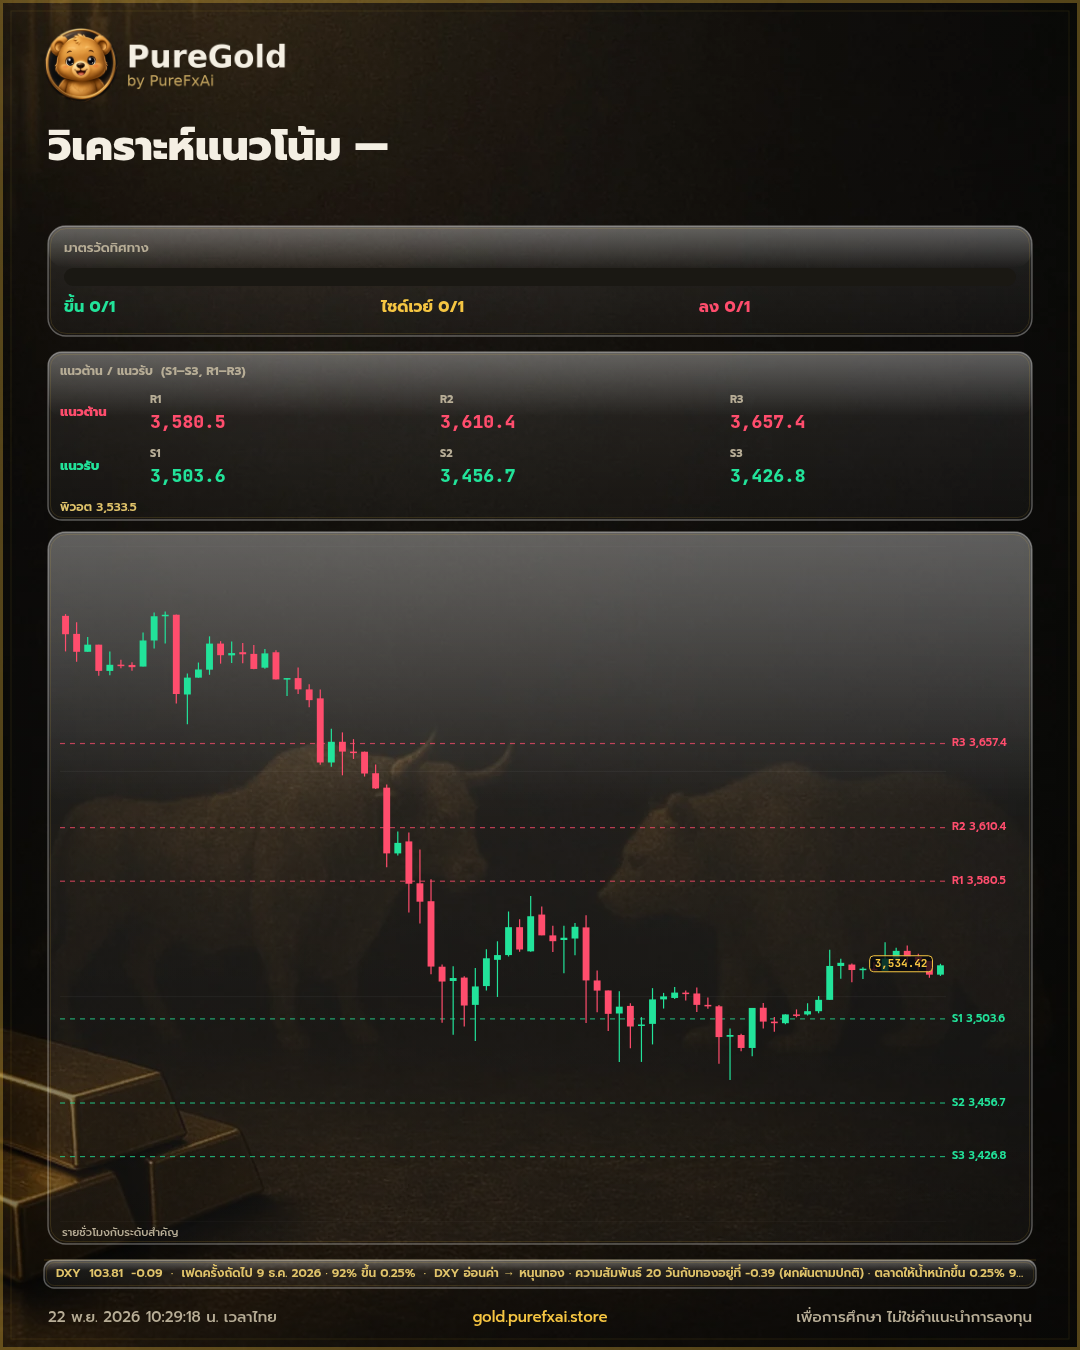 PureGold
by PureFxAi
วิเคราะห์แนวโน้ม —
มาตรวัดทิศทาง
ขึ้น 0/1 ไซด์เวย์ 0/1 ลง 0/1
แนวต้าน / แนวรับ (S1–S3, R1–R3)
R1 R2 R3
แนวต้าน 3,580.5 3,610.4 3,657.4
S1 S2 S3
แนวรับ 3,503.6 3,456.7 3,426.8
พิวอต 3,533.5
R3 3,657.4
R2 3,610.4
R1 3,580.5
3,534.42
S1 3,503.6
S2 3,456.7
S3 3,426.8
รายชั่วโมงกับระดับสำคัญ
DXY 103.81 -0.09 · เฟดครั้งถัดไป 9 ธ.ค. 2026 · 92% ขึ้น 0.25% · DXY อ่อนค่า → หนุนทอง · ความสัมพันธ์ 20 วันกับทองอยู่ที่ -0.39 (ผกผันตามปกติ) · ตลาดให้น้ำหนักขึ้น 0.25% 9…
22 พ.ย. 2026 10:29:18 น. เวลาไทย gold.purefxai.store เพื่อการศึกษา ไม่ใช่คำแนะนำการลงทุน